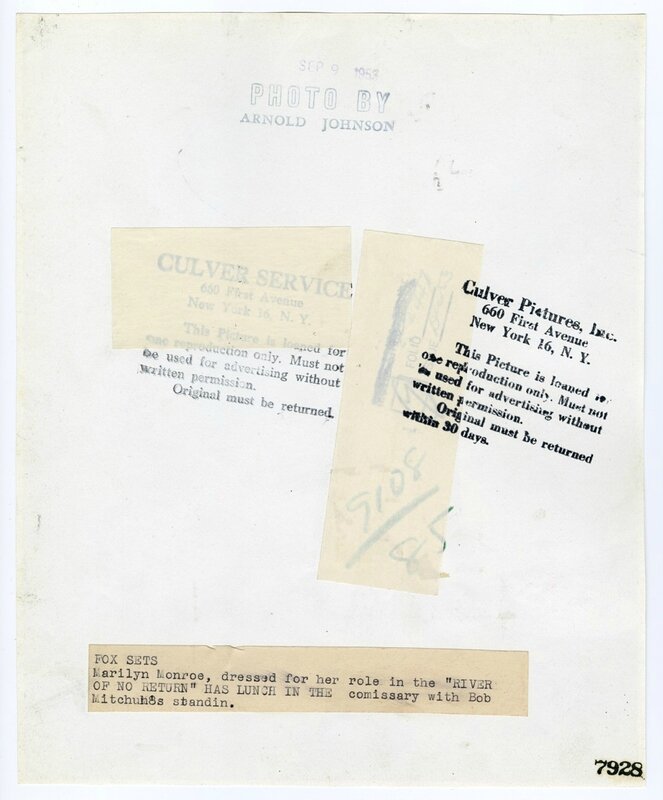 SEP 9 1953
PHOTO BY
ARNOLD JOHNSON
CULVER SERVICE
660 First Avenue
New York 16, N. Y.
This Picture is loaned for
one reproduction only. Must not
be used for advertising without
written permission.
Original must be returned.
Culver Pictures, Inc.
660 First Avenue
New York 16, N. Y.
This Picture is loaned
one reproduction only. Must not
used for advertising without
written permission.
Original must be returned
within 30 days.
FOX SETS
Marilyn Monroe, dressed for her role in the "RIVER
OF NO RETURN" HAS LUNCH IN THE comissary with Bob
standin.
7928